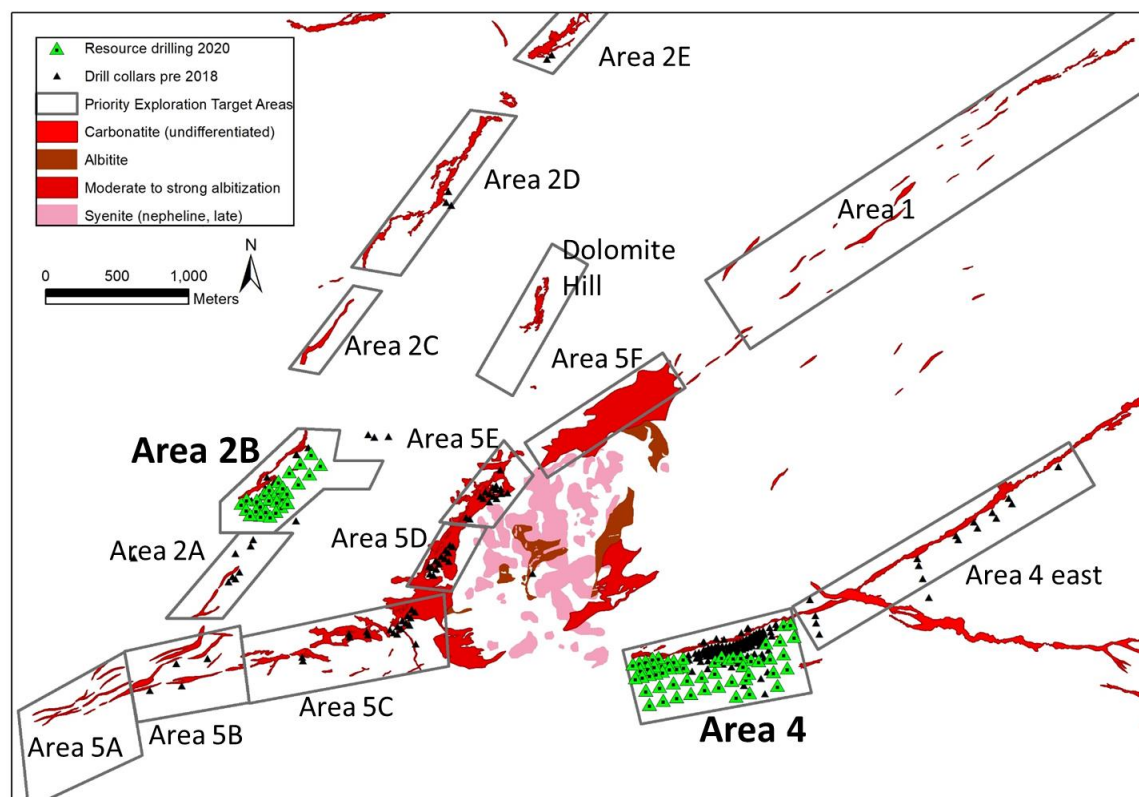 Resource drilling 2020
Drill collars pre 2018
Priority Exploration Target Areas
Carbonatite (undifferentiated)
Albitite
Moderate to strong albitization
Syenite (nepheline, late)
N
0 500 1,000
Meters
Area 2E
Area 2D
Area 1
Dolomite
Hill
Area 2C
Area 5F
Area 2B
Area 5E
Area 2A
Area 5D
Area 4 east
Area 5C
Area 5B
Area 5A
Area 4